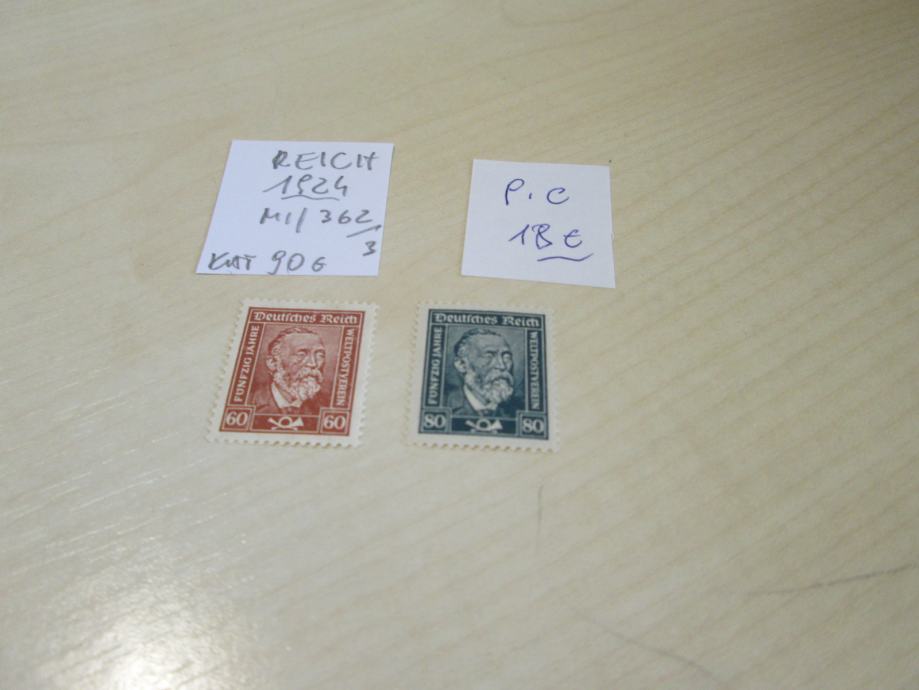 REICH
1924
MI/ 362/3
KAT 90 €
P.C
18 €
Deutsches Reich
FÜNFZIG JAHRE
WELTPOSTVEREIN
60 60
Deutsches Reich
FÜNFZIG JAHRE
WELTPOSTVEREIN
80 80